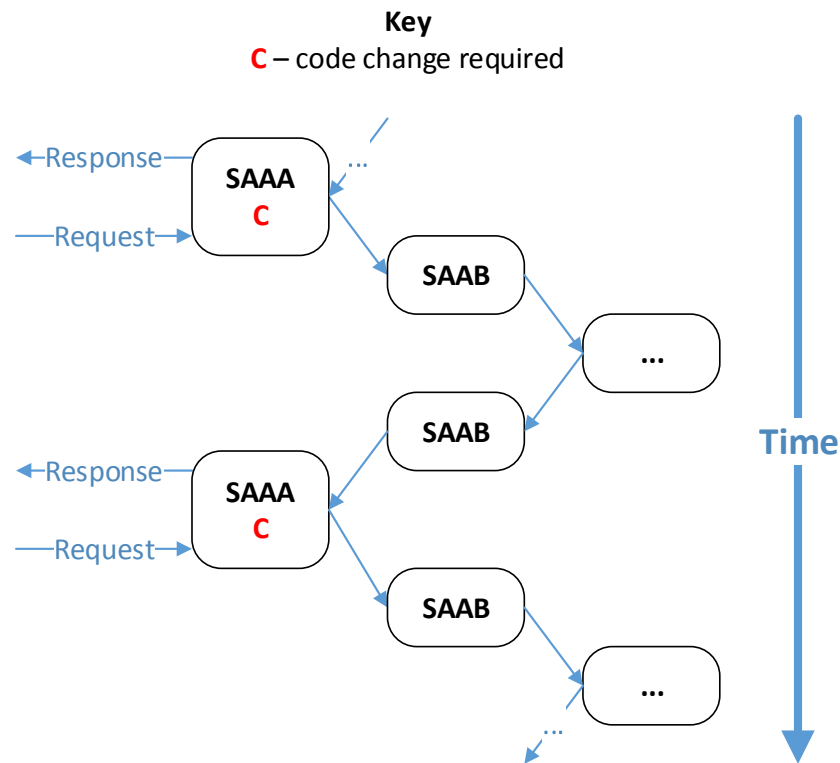 Key
C – code change required
...
Response
SAAA
C
Request
SAAB
...
SAAB
Time
Response
SAAA
C
Request
SAAB
...
...